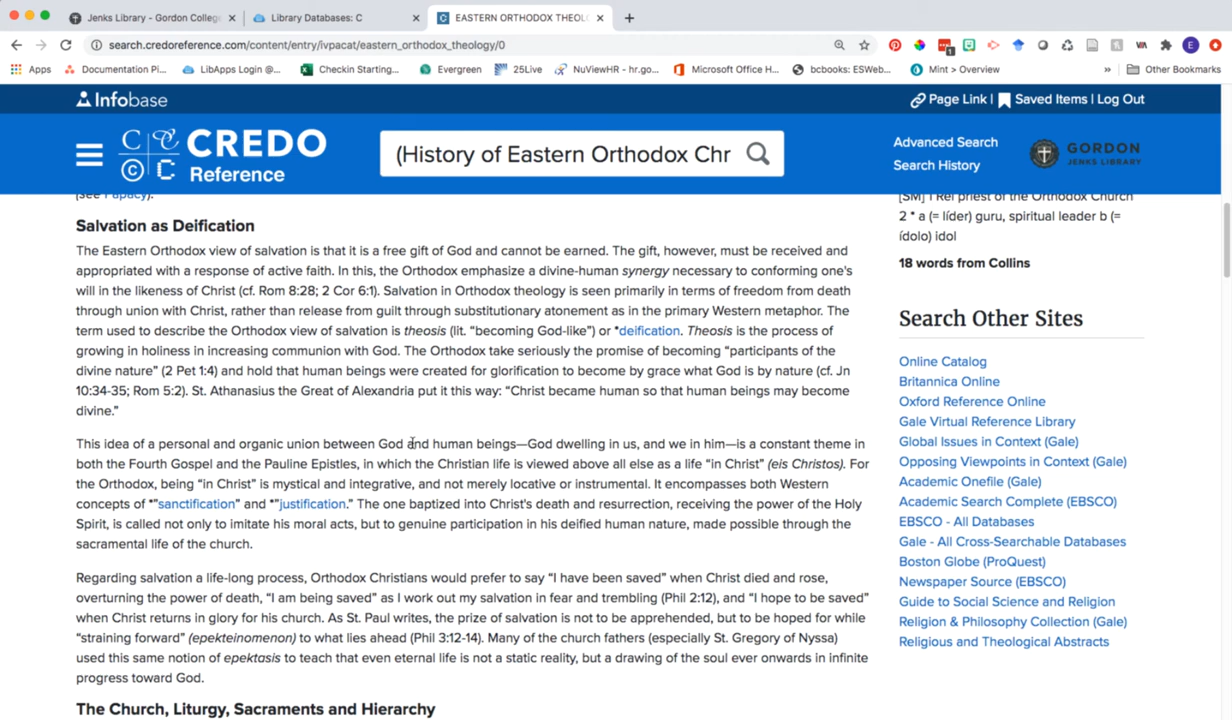 Jenks Library - Gordon Colleg
Library Databases: C
EASTERN ORTHODOX THEOL
search.credoreference.com/content/entry/ivpacat/eastern_orthodox_theology/0
Apps
Documentation Pi...
LibApps Login @...
Checkin Starting...
Evergreen
25Live
NuViewHR - hr.go...
Microsoft Office H...
bcbooks: ESWeb...
Mint > Overview
»
Other Bookmarks
Infobase
Page Link | Saved Items | Log Out
CREDO
Reference
(History of Eastern Orthodox Chr
Advanced Search
Search History
GORDON
JENKS LIBRARY
(see Papacy).
Salvation as Deification
The Eastern Orthodox view of salvation is that it is a free gift of God and cannot be earned. The gift, however, must be received and
appropriated with a response of active faith. In this, the Orthodox emphasize a divine-human synergy necessary to conforming one's
will in the likeness of Christ (cf. Rom 8:28; 2 Cor 6:1). Salvation in Orthodox theology is seen primarily in terms of freedom from death
through union with Christ, rather than release from guilt through substitutionary atonement as in the primary Western metaphor. The
term used to describe the Orthodox view of salvation is theosis (lit. “becoming God-like”) or *deification. Theosis is the process of
growing in holiness in increasing communion with God. The Orthodox take seriously the promise of becoming “participants of the
divine nature” (2 Pet 1:4) and hold that human beings were created for glorification to become by grace what God is by nature (cf. Jn
10:34-35; Rom 5:2). St. Athanasius the Great of Alexandria put it this way: “Christ became human so that human beings may become
divine.”
This idea of a personal and organic union between God and human beings—God dwelling in us, and we in him—is a constant theme in
both the Fourth Gospel and the Pauline Epistles, in which the Christian life is viewed above all else as a life “in Christ” (eis Christos). For
the Orthodox, being “in Christ” is mystical and integrative, and not merely locative or instrumental. It encompasses both Western
concepts of *“sanctification” and *“justification.” The one baptized into Christ's death and resurrection, receiving the power of the Holy
Spirit, is called not only to imitate his moral acts, but to genuine participation in his deified human nature, made possible through the
sacramental life of the church.
Regarding salvation a life-long process, Orthodox Christians would prefer to say “I have been saved” when Christ died and rose,
overturning the power of death, “I am being saved” as I work out my salvation in fear and trembling (Phil 2:12), and “I hope to be saved”
when Christ returns in glory for his church. As St. Paul writes, the prize of salvation is not to be apprehended, but to be hoped for while
“straining forward” (epekteinomenon) to what lies ahead (Phil 3:12-14). Many of the church fathers (especially St. Gregory of Nyssa)
used this same notion of epektasis to teach that even eternal life is not a static reality, but a drawing of the soul ever onwards in infinite
progress toward God.
The Church, Liturgy, Sacraments and Hierarchy
[SM] 1 Rel priest of the Orthodox Church
2 * a (= líder) guru, spiritual leader b (=
ídolo) idol
18 words from Collins
Search Other Sites
Online Catalog
Britannica Online
Oxford Reference Online
Gale Virtual Reference Library
Global Issues in Context (Gale)
Opposing Viewpoints in Context (Gale)
Academic Onefile (Gale)
Academic Search Complete (EBSCO)
EBSCO - All Databases
Gale - All Cross-Searchable Databases
Boston Globe (ProQuest)
Newspaper Source (EBSCO)
Guide to Social Science and Religion
Religion & Philosophy Collection (Gale)
Religious and Theological Abstracts